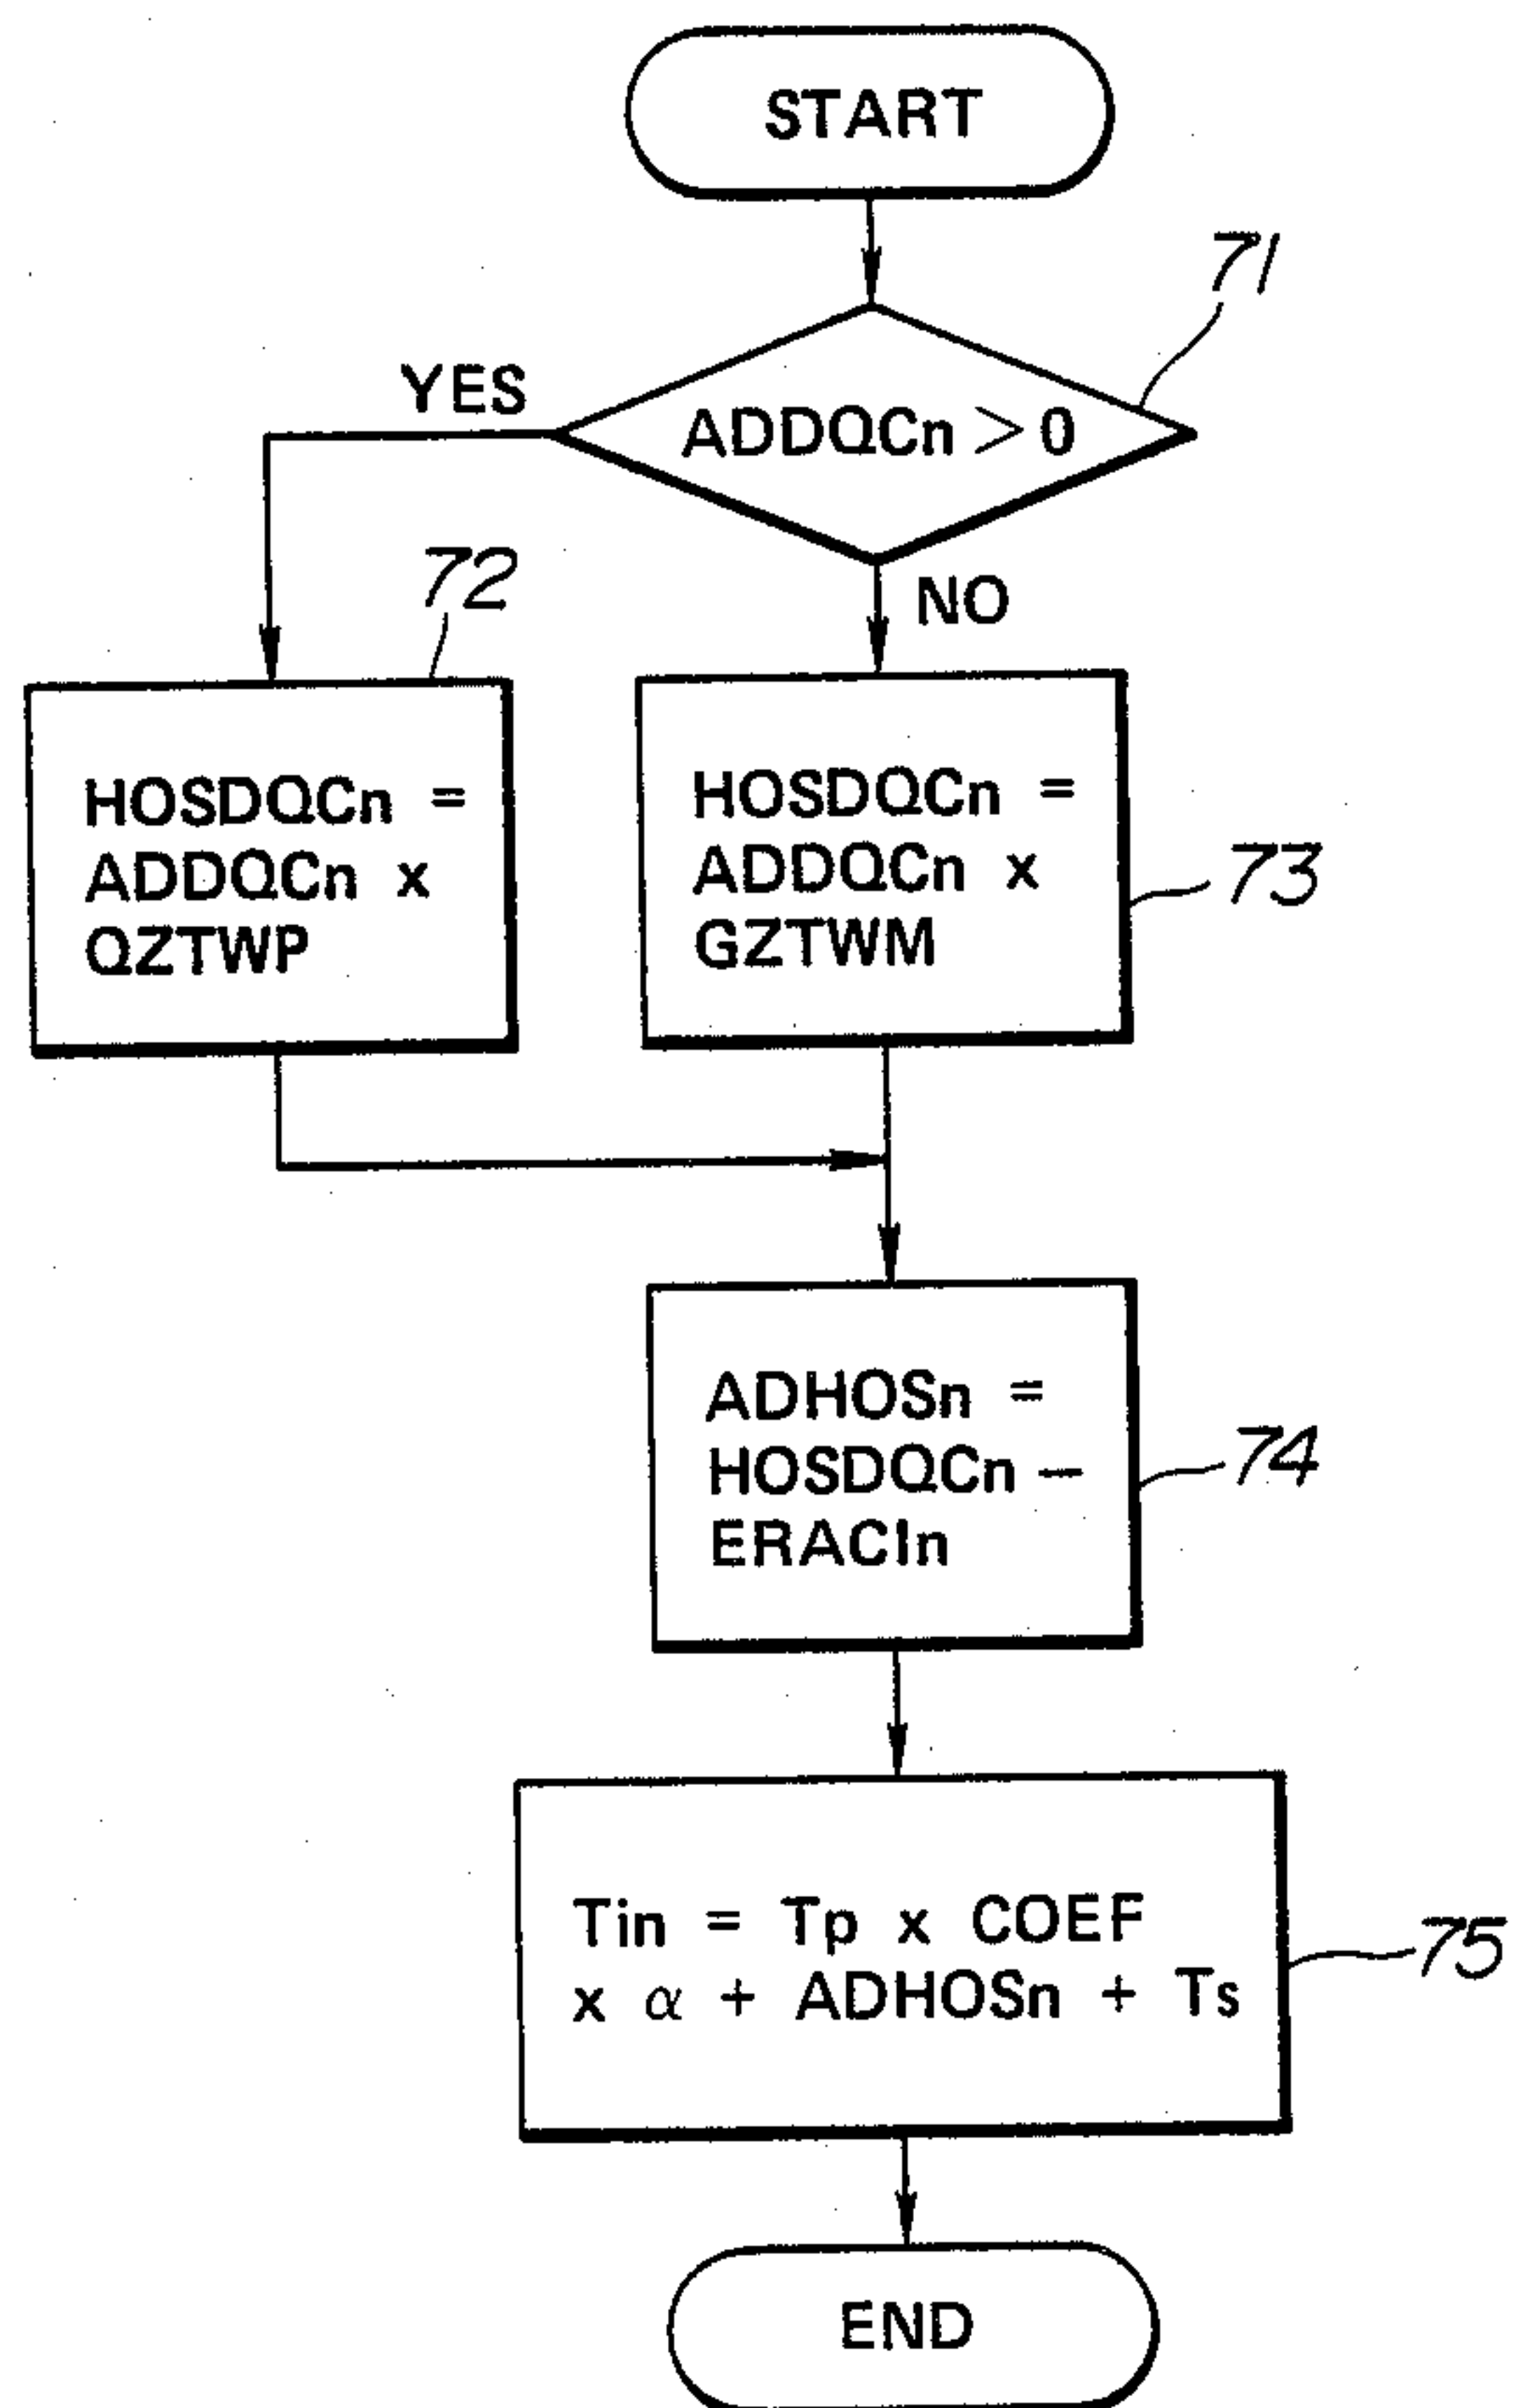 START
71
ADDQCn > 0
YES
NO
72
HOSDQCn =
ADDQCn x
QZTWP
HOSDQCn =
ADDQCn x
GZTWM
73
ADHOSn =
HOSDQCn –
ERACIn
74
Tin = Tp x COEF
x α + ADHOSn + Ts
75
END